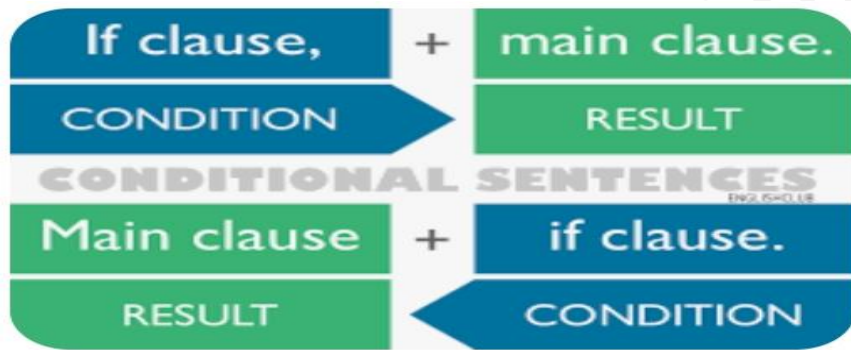 If clause, + main clause.
CONDITION RESULT
CONDITIONAL SENTENCES
ENGLISHCLUB
Main clause + if clause.
RESULT CONDITION